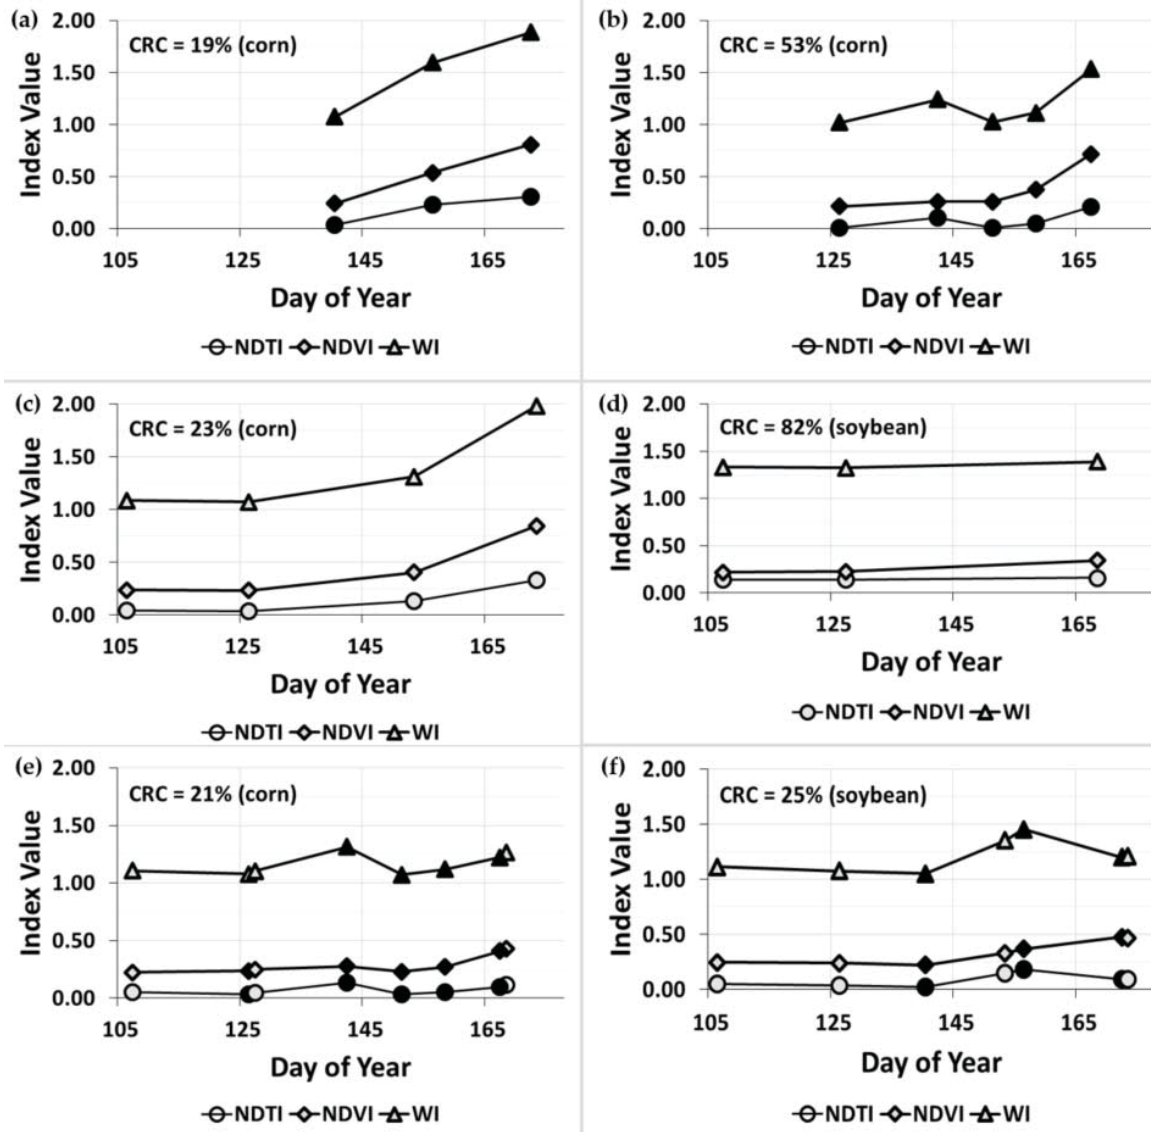 (a)
CRC = 19% (corn)
Index Value
2.00
1.50
1.00
0.50
0.00
105 125 145 165
Day of Year
NDTI NDVI WI
(b)
CRC = 53% (corn)
Index Value
2.00
1.50
1.00
0.50
0.00
105 125 145 165
Day of Year
NDTI NDVI WI
(c)
CRC = 23% (corn)
Index Value
2.00
1.50
1.00
0.50
0.00
105 125 145 165
Day of Year
NDTI NDVI WI
(d)
CRC = 82% (soybean)
Index Value
2.00
1.50
1.00
0.50
0.00
105 125 145 165
Day of Year
NDTI NDVI WI
(e)
CRC = 21% (corn)
Index Value
2.00
1.50
1.00
0.50
0.00
105 125 145 165
Day of Year
NDTI NDVI WI
(f)
CRC = 25% (soybean)
Index Value
2.00
1.50
1.00
0.50
0.00
105 125 145 165
Day of Year
NDTI NDVI WI